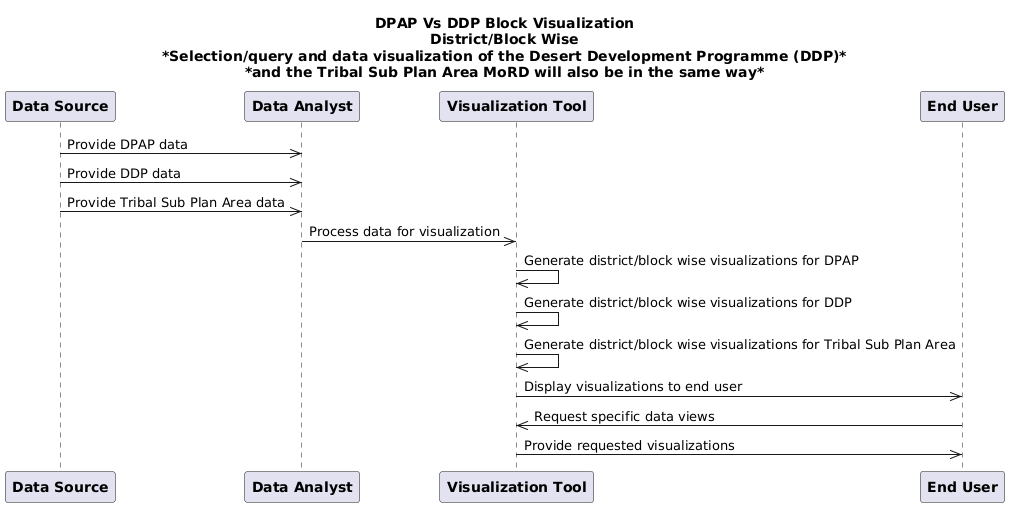 DPAP Vs DDP Block Visualization
District/Block Wise
*Selection/query and data visualization of the Desert Development Programme (DDP)*
*and the Tribal Sub Plan Area MoRD will also be in the same way*
Data Source
Data Analyst
Visualization Tool
End User
Provide DPAP data
Provide DDP data
Provide Tribal Sub Plan Area data
Process data for visualization
Generate district/block wise visualizations for DPAP
Generate district/block wise visualizations for DDP
Generate district/block wise visualizations for Tribal Sub Plan Area
Display visualizations to end user
Request specific data views
Provide requested visualizations
Data Source
Data Analyst
Visualization Tool
End User